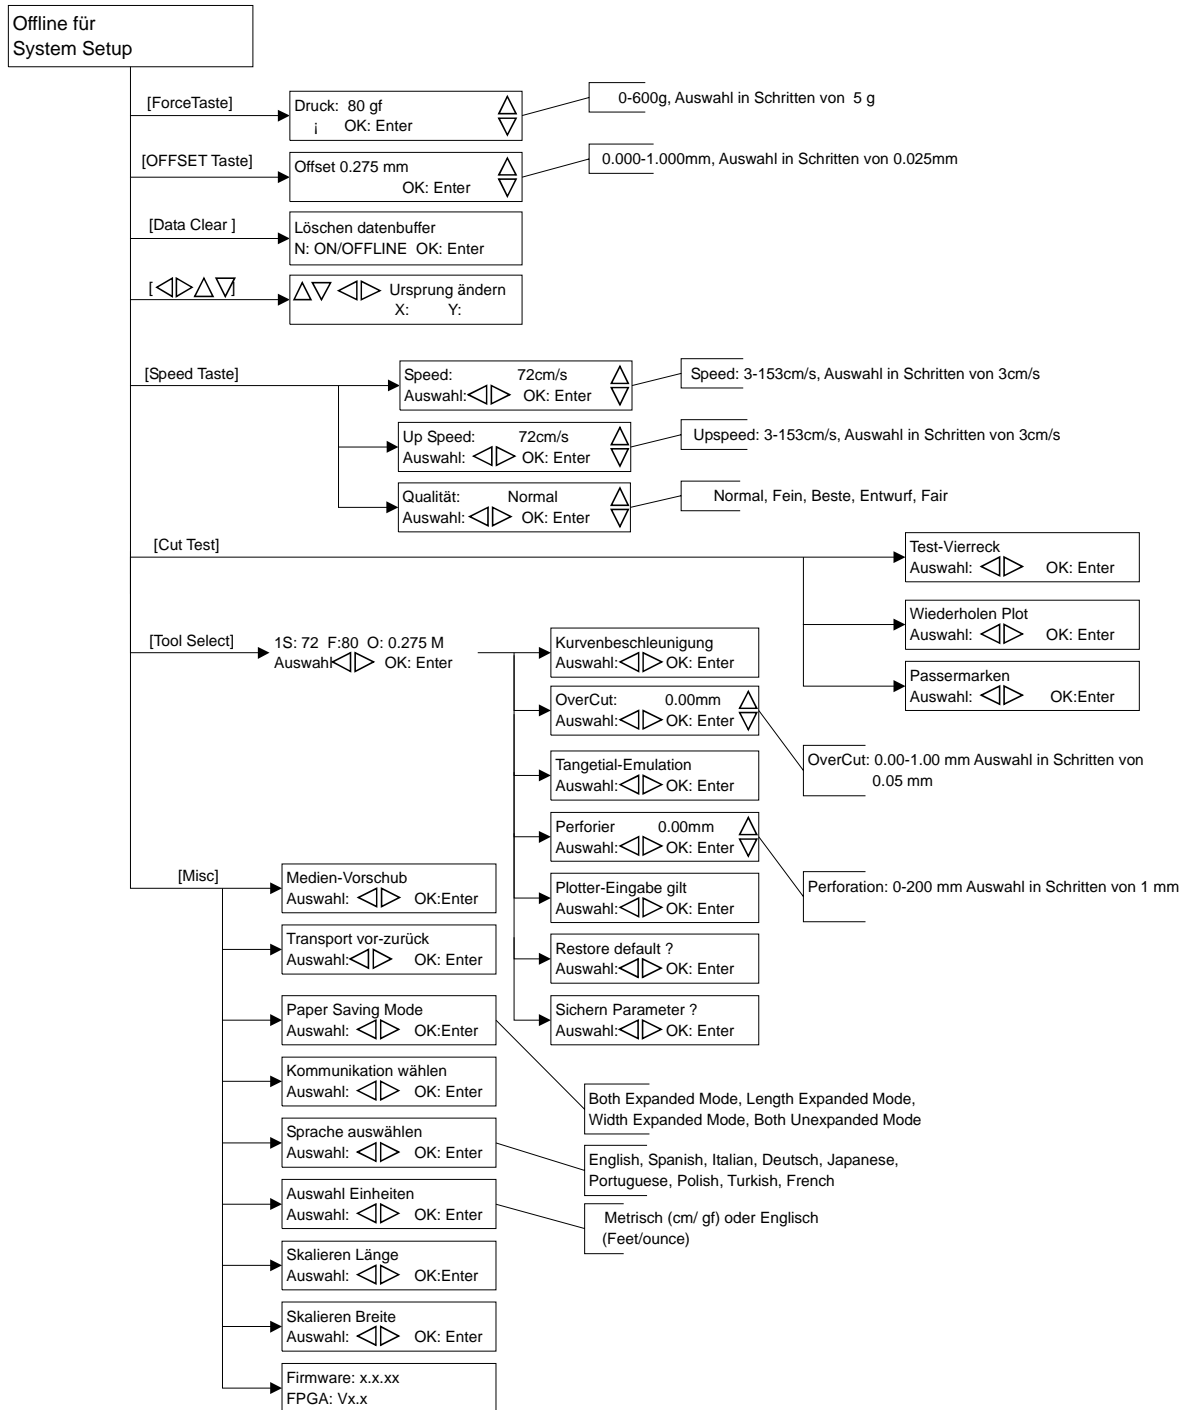 Offline für
System Setup
[ForceTaste]
Druck: 80 gf
¡ OK: Enter
0-600g, Auswahl in Schritten von 5 g
[OFFSET Taste]
Offset 0.275 mm
OK: Enter
0.000-1.000mm, Auswahl in Schritten von 0.025mm
[Data Clear ]
Löschen datenbuffer
N: ON/OFFLINE OK: Enter
[◁▷△▽]
△▽ ◁▷ Ursprung ändern
X: Y:
[Speed Taste]
Speed: 72cm/s
Auswahl:◁▷ OK: Enter
Speed: 3-153cm/s, Auswahl in Schritten von 3cm/s
Up Speed: 72cm/s
Auswahl: ◁▷ OK: Enter
Upspeed: 3-153cm/s, Auswahl in Schritten von 3cm/s
Qualität: Normal
Auswahl:◁▷ OK: Enter
Normal, Fein, Beste, Entwurf, Fair
[Cut Test]
Test-Vierreck
Auswahl: ◁▷ OK: Enter
Wiederholen Plot
Auswahl: ◁▷ OK: Enter
Passermarken
Auswahl: ◁▷ OK:Enter
[Tool Select]
1S: 72 F:80 O: 0.275 M
Auswahl◁▷ OK: Enter
Kurvenbeschleunigung
Auswahl:◁▷ OK: Enter
OverCut: 0.00mm
Auswahl:◁▷ OK: Enter
OverCut: 0.00-1.00 mm Auswahl in Schritten von
0.05 mm
Tangetial-Emulation
Auswahl:◁▷ OK: Enter
Perforier 0.00mm
Auswahl:◁▷ OK: Enter
Perforation: 0-200 mm Auswahl in Schritten von 1 mm
Plotter-Eingabe gilt
Auswahl:◁▷ OK: Enter
Restore default ?
Auswahl:◁▷ OK: Enter
Sichern Parameter ?
Auswahl:◁▷ OK: Enter
[Misc]
Medien-Vorschub
Auswahl: ◁▷ OK:Enter
Transport vor-zurück
Auswahl:◁▷ OK: Enter
Paper Saving Mode
Auswahl: ◁▷ OK:Enter
Both Expanded Mode, Length Expanded Mode,
Width Expanded Mode, Both Unexpanded Mode
Kommunikation wählen
Auswahl: ◁▷ OK: Enter
Sprache auswählen
Auswahl: ◁▷ OK: Enter
English, Spanish, Italian, Deutsch, Japanese,
Portuguese, Polish, Turkish, French
Auswahl Einheiten
Auswahl: ◁▷ OK: Enter
Metrisch (cm/ gf) oder Englisch
(Feet/ounce)
Skalieren Länge
Auswahl: ◁▷ OK:Enter
Skalieren Breite
Auswahl: ◁▷ OK: Enter
Firmware: x.x.xx
FPGA: Vx.x